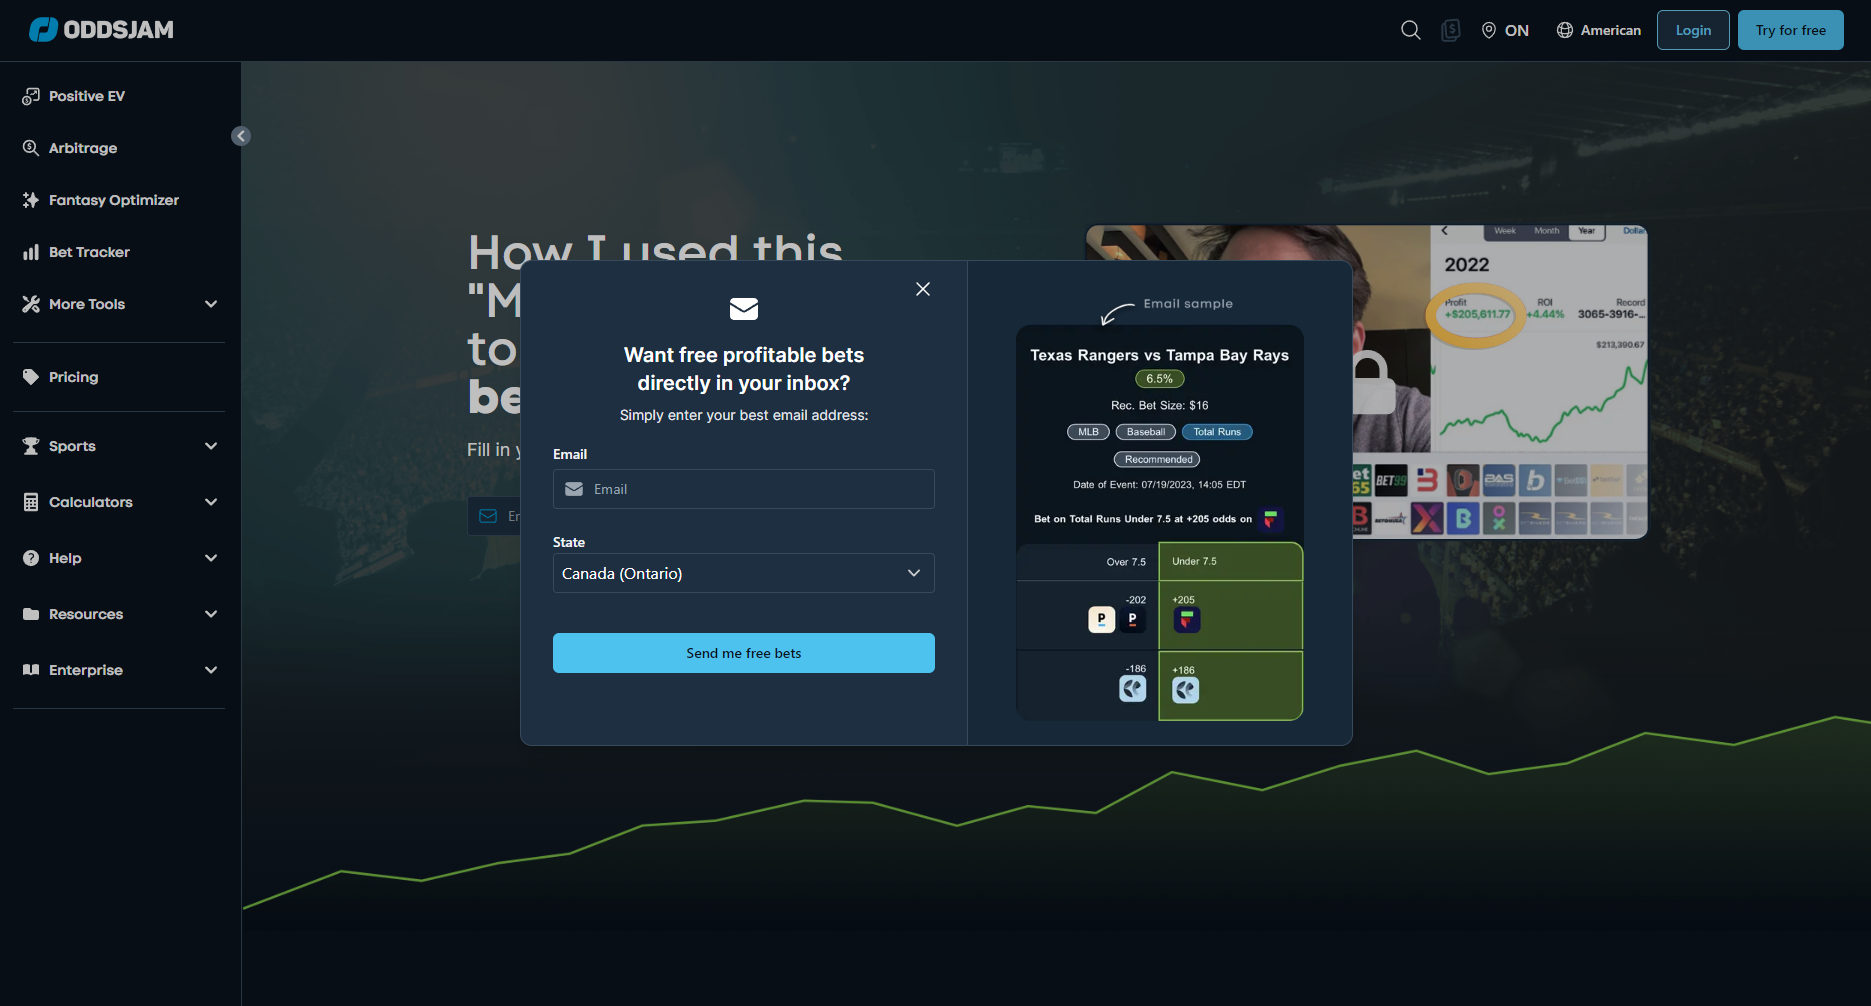 ODDSJAM
ON
American
Login
Try for free
Positive EV
Arbitrage
Fantasy Optimizer
Bet Tracker
More Tools
Pricing
Sports
Calculators
Help
Resources
Enterprise
How I used this
"M
to
be
Fill in y
Want free profitable bets
directly in your inbox?
Simply enter your best email address:
Email
Email
State
Canada (Ontario)
Send me free bets
Email sample
Texas Rangers vs Tampa Bay Rays
6.5%
Rec. Bet Size: $16
MLB Baseball Total Runs
Recommended
Date of Event: 07/19/2023, 14:05 EDT
Bet on Total Runs Under 7.5 at +205 odds on
Over 7.5 Under 7.5
-202 +205
P P
-186 +186
Week Month Year Dollar
2022
Profit ROI Record
+$205,611.77 +4.44% 3065-3916-...
$213,390.67
et
65
BET99
B
BAS
b
X
B